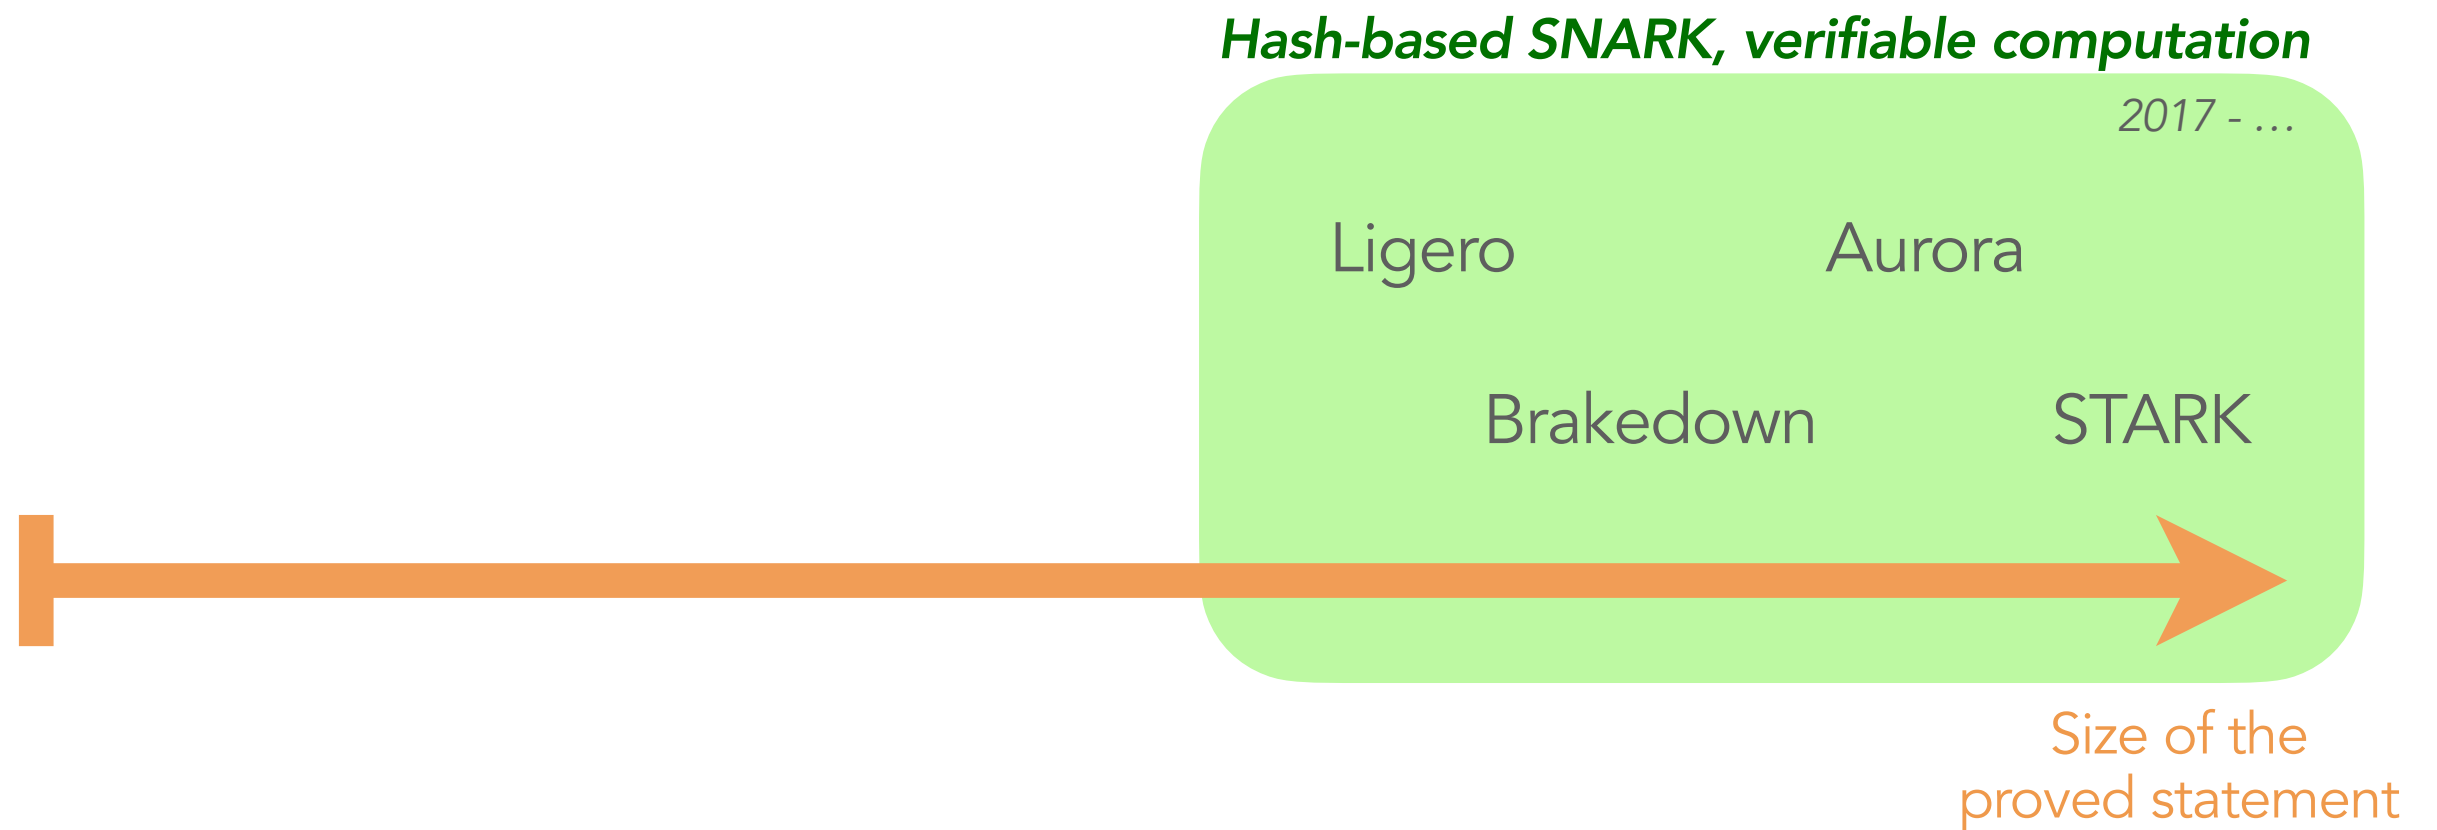 Hash-based SNARK, verifiable computation
2017 - …
Ligero
Aurora
Brakedown
STARK
Size of the
proved statement